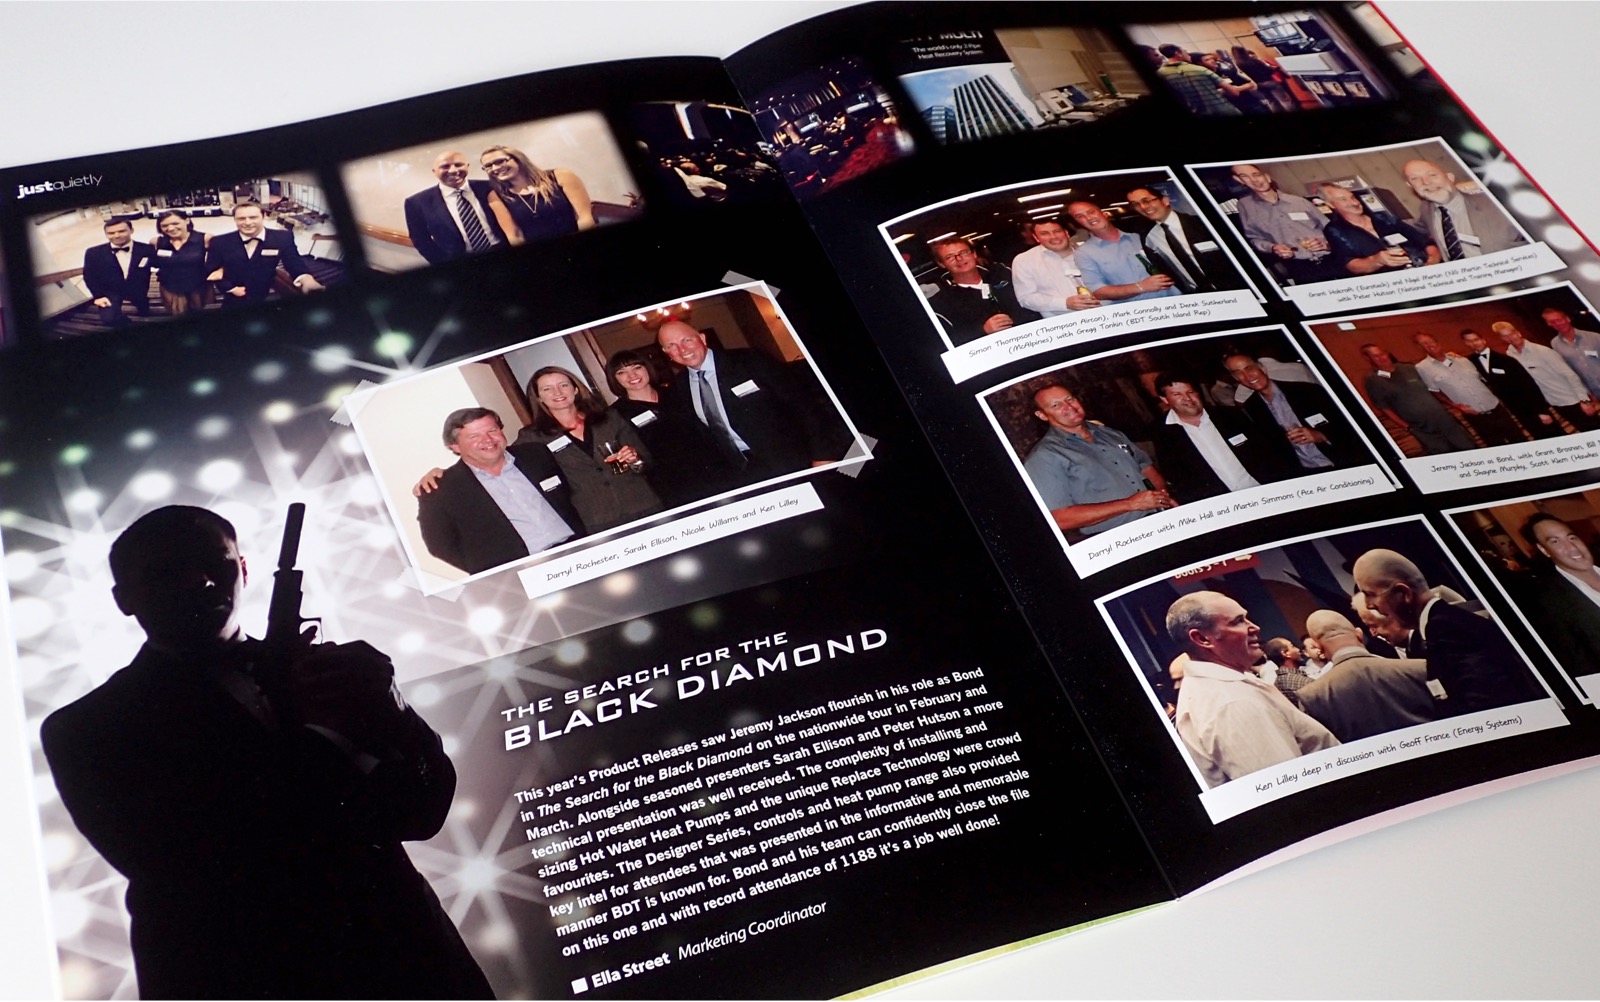 justquietly
The world's only 2-Pipe
Heat Recovery System
Darryl Rochester, Sarah Ellison, Nicole Willams and Ken Lilley
THE SEARCH FOR THE
BLACK DIAMOND
This year's Product Releases saw Jeremy Jackson flourish in his role as Bond
in The Search for the Black Diamond on the nationwide tour in February and
March. Alongside seasoned presenters Sarah Ellison and Peter Hutson a more
technical presentation was well received. The complexity of installing and
sizing Hot Water Heat Pumps and the unique Replace Technology were crowd
favourites. The Designer Series, controls and heat pump range also provided
key intel for attendees that was presented in the informative and memorable
manner BDT is known for. Bond and his team can confidently close the file
on this one and with record attendance of 1188 it's a job well done!
Ella Street Marketing Coordinator
Simon Thompson (Thompson Aircon), Mark Connolly and Derek Sutherland
(McAlpines) with Gregg Tonkin (BDT South Island Rep)
Grant Holcroft (Eurotech) and Nigel Martin (NG Martin Technical Services)
with Peter Hutson (National Technical and Training Manager)
Darryl Rochester with Mike Hall and Martin Simmons (Ace Air Conditioning)
Jeremy Jackson as Bond, with Grant Brosnan, Bill
and Shayne Murphy, Scott Klem (Hawkes
Ken Lilley deep in discussion with Geoff France (Energy Systems)